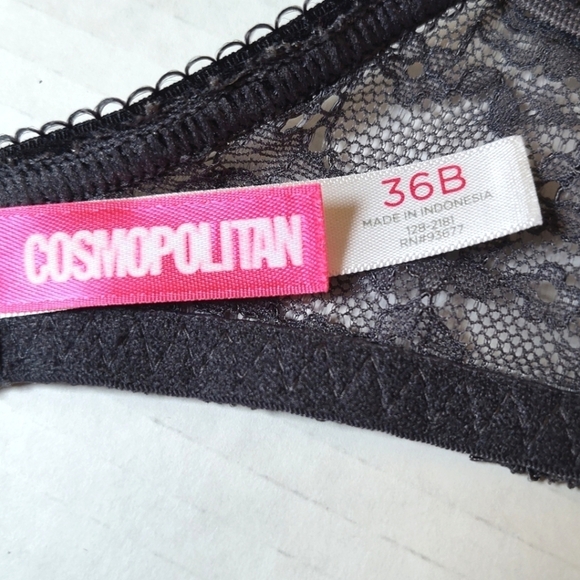 COSMOPOLITAN
36B
MADE IN INDONESIA
128-2181
RN#93677